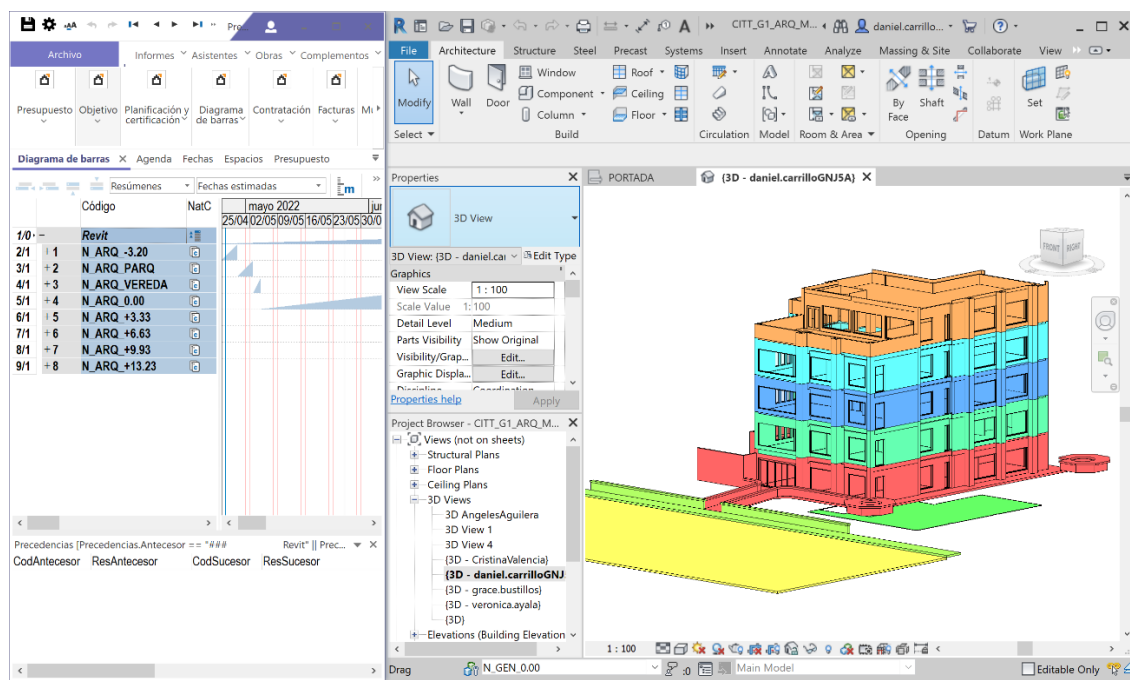 Pre
Archivo
Informes
Asistentes
Obras
Complementos
Presupuesto
Objetivo
Planificación y
certificación
Diagrama
de barras
Contratación
Facturas
Diagrama de barras
Agenda
Fechas
Espacios
Presupuesto
Resúmenes
Fechas estimadas
Código
NatC
mayo 2022
25/04
02/05
09/05
16/05
23/05
30/0
1/0 Revit
2/1 1 N_ARQ_-3.20
3/1 +2 N_ARQ_PARQ
4/1 +3 N_ARQ_VEREDA
5/1 +4 N_ARQ_0.00
6/1 5 N_ARQ_+3.33
7/1 +6 N_ARQ_+6.63
8/1 +7 N_ARQ_+9.93
9/1 +8 N_ARQ_+13.23
Precedencias [Precedencias.Antecesor == "### Revit" || Prec...
CodAntecesor ResAntecesor CodSucesor ResSucesor
CITT_G1_ARQ_M...
daniel.carrillo...
File Architecture Structure Steel Precast Systems Insert Annotate Analyze Massing & Site Collaborate View
Modify
Wall
Door
Window
Component
Column
Roof
Ceiling
Floor
By
Face
Shaft
Set
Select
Build
Circulation
Model
Room & Area
Opening
Datum
Work Plane
Properties
3D View
3D View: {3D - daniel.cai
Edit Type
Graphics
View Scale 1 : 100
Scale Value 1: 100
Detail Level Medium
Parts Visibility Show Original
Visibility/Grap... Edit...
Graphic Displa... Edit...
Discipline Coordination
Properties help
Apply
Project Browser - CITT_G1_ARQ_M...
Views (not on sheets)
Structural Plans
Floor Plans
Ceiling Plans
3D Views
3D AngelesAguilera
3D View 1
3D View 4
{3D - CristinaValencia}
{3D - daniel.carrilloGNJ
{3D - grace.bustillos}
{3D - veronica.ayala}
{3D}
Elevations (Building Elevation
PORTADA
{3D - daniel.carrilloGNJ5A}
FRONT
RIGHT
1 : 100
Drag
N_GEN_0.00
:0
Main Model
Editable Only